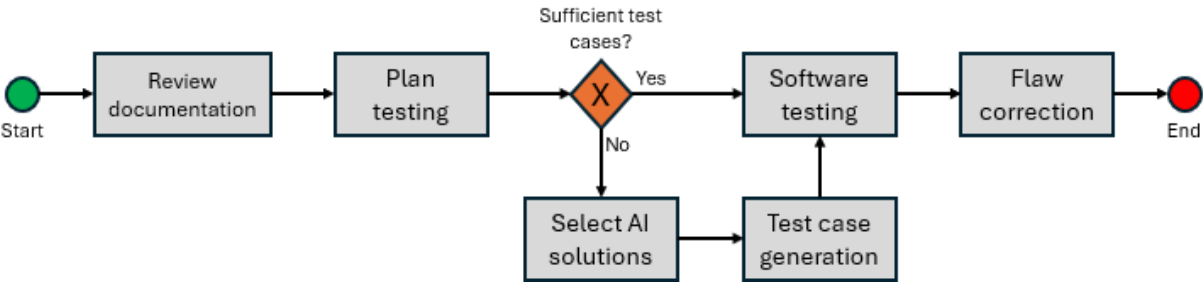 Sufficient test
cases?
Start
Review
documentation
Plan
testing
X
Yes
Software
testing
Flaw
correction
End
No
Select AI
solutions
Test case
generation